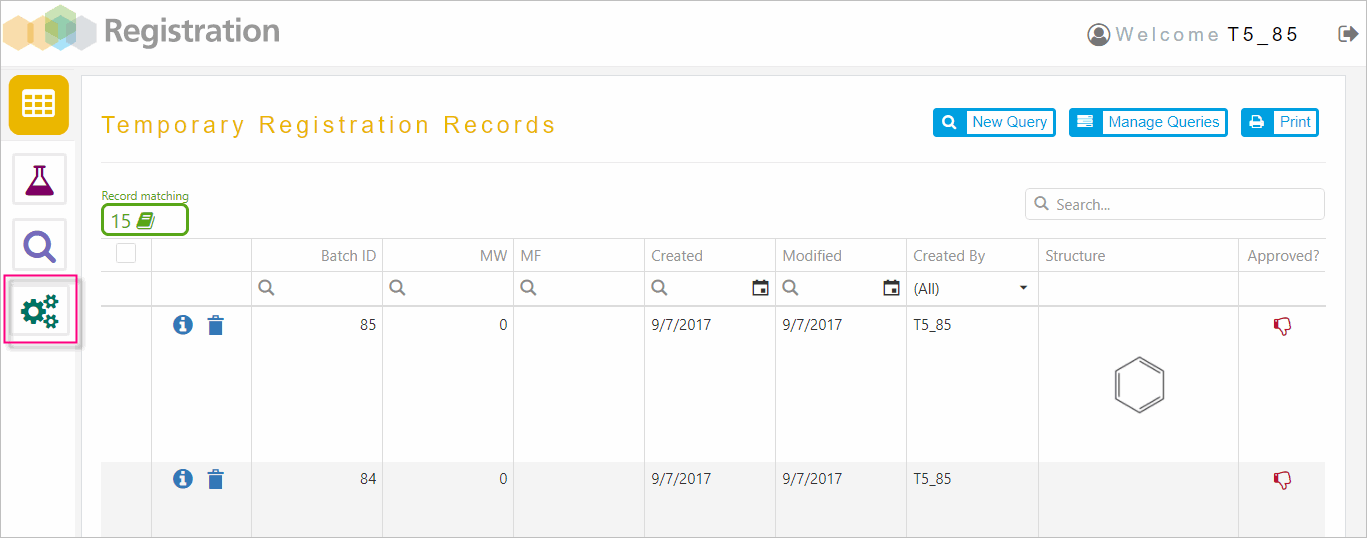 Registration
Welcome T5_85
Temporary Registration Records
New Query
Manage Queries
Print
Record matching
15
Search...
Batch ID MW MF Created Modified Created By Structure Approved?
(All)
85 0 9/7/2017 9/7/2017 T5_85
84 0 9/7/2017 9/7/2017 T5_85